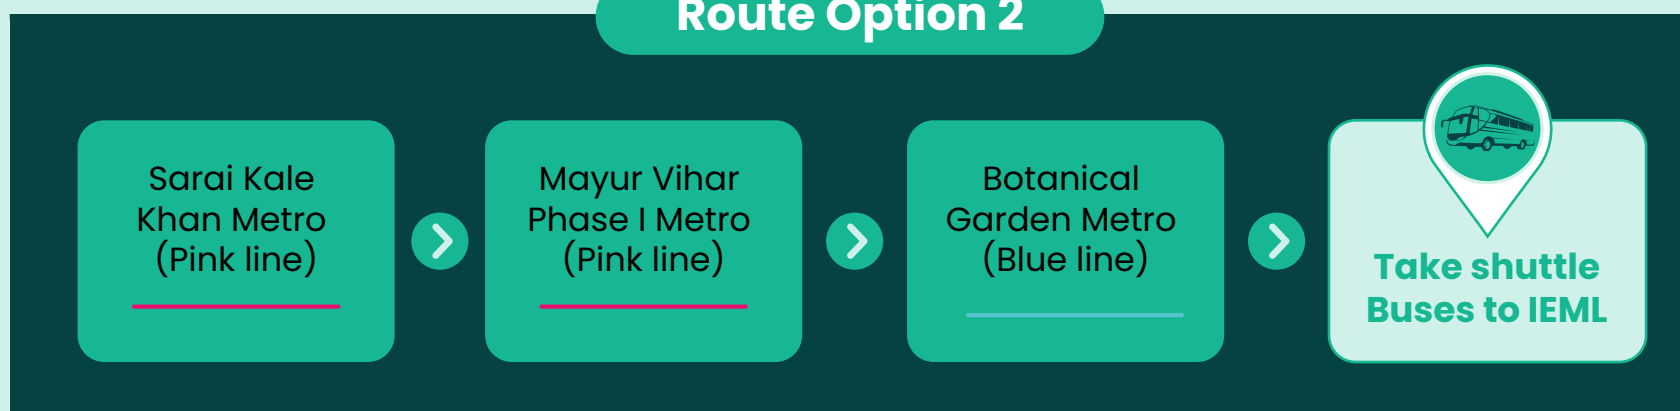 Route Option 2
Sarai Kale
Khan Metro
(Pink line)
Mayur Vihar
Phase I Metro
(Pink line)
Botanical
Garden Metro
(Blue line)
Take shuttle
Buses to IEML